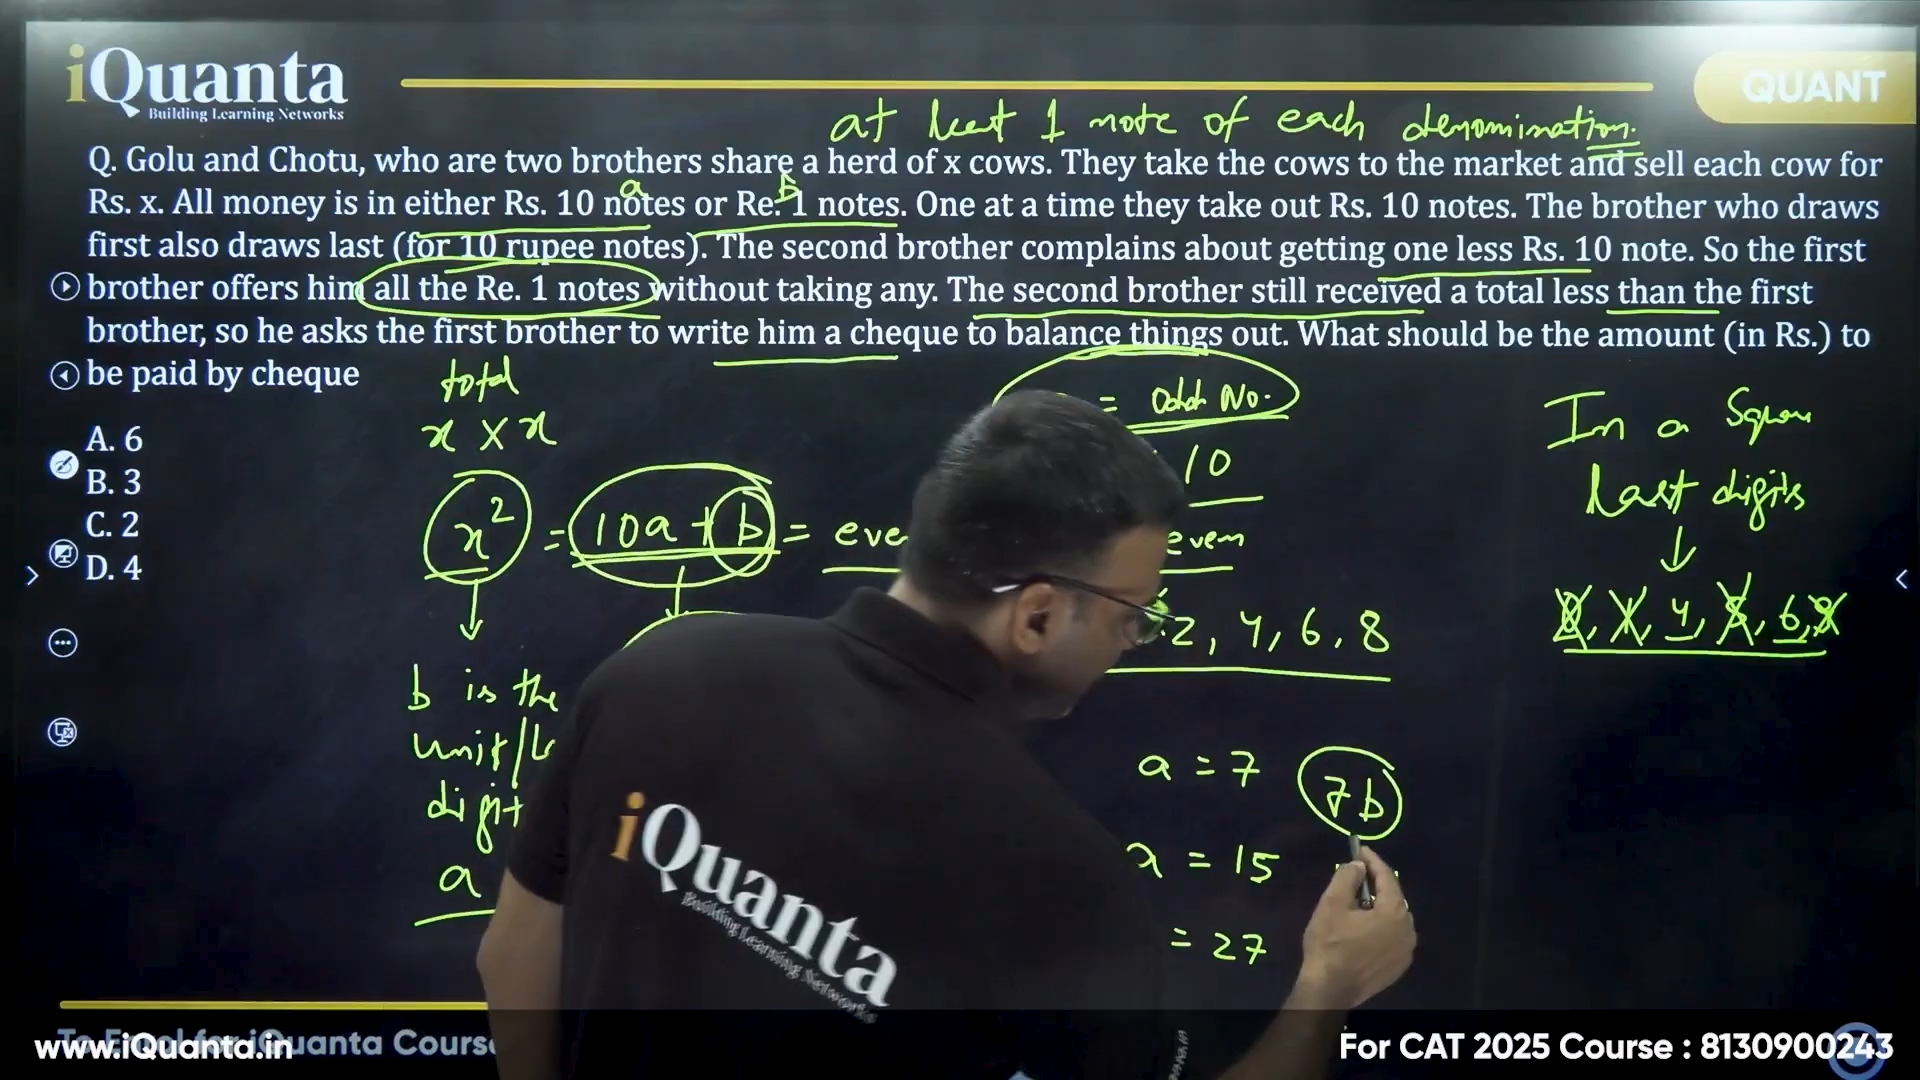 iQuanta
Building Learning Networks
QUANT
at least 1 note of each denomination.
Q. Golu and Chotu, who are two brothers share a herd of x cows. They take the cows to the market and sell each cow for
a b
Rs. x. All money is in either Rs. 10 notes or Re. 1 notes. One at a time they take out Rs. 10 notes. The brother who draws
first also draws last (for 10 rupee notes). The second brother complains about getting one less Rs. 10 note. So the first
brother offers him all the Re. 1 notes without taking any. The second brother still received a total less than the first
brother, so he asks the first brother to write him a cheque to balance things out. What should be the amount (in Rs.) to
be paid by cheque
A. 6
B. 3
C. 2
D. 4
total
x × x
x² = 10a + b = eve
b is the
unit/
digit
a
= Odd No.
10
even
2, 4, 6, 8
a = 7
7b
x = 15
= 27
In a Square
last digits
0, 1, 4, 5, 6, 9
iQuanta
Building Learning Networks
www.iQuanta.in
For CAT 2025 Course : 8130900243